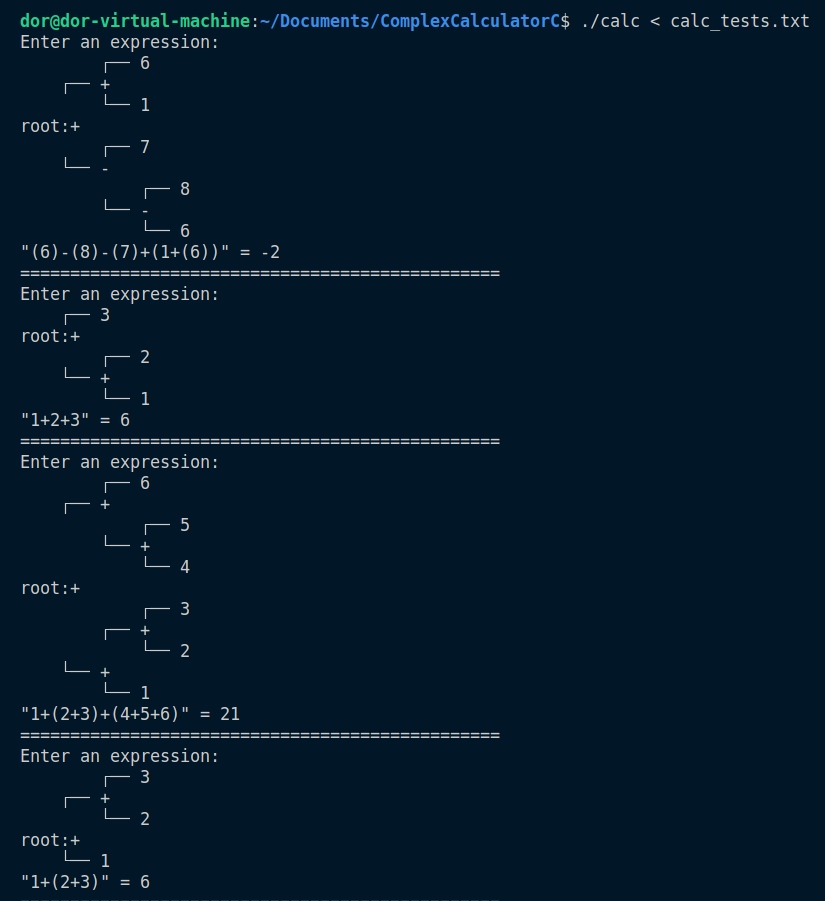 dor@dor-virtual-machine:~/Documents/ComplexCalculatorC$ ./calc < calc_tests.txt
Enter an expression:
        ┌── 6
    ┌── +
        └── 1
root:+
        ┌── 7
    └── -
            ┌── 8
        └── -
            └── 6
"(6)-(8)-(7)+(1+(6))" = -2
================================================
Enter an expression:
    ┌── 3
root:+
        ┌── 2
    └── +
        └── 1
"1+2+3" = 6
================================================
Enter an expression:
        ┌── 6
    ┌── +
            ┌── 5
        └── +
            └── 4
root:+
            ┌── 3
        ┌── +
            └── 2
    └── +
        └── 1
"1+(2+3)+(4+5+6)" = 21
================================================
Enter an expression:
        ┌── 3
    ┌── +
        └── 2
root:+
    └── 1
"1+(2+3)" = 6